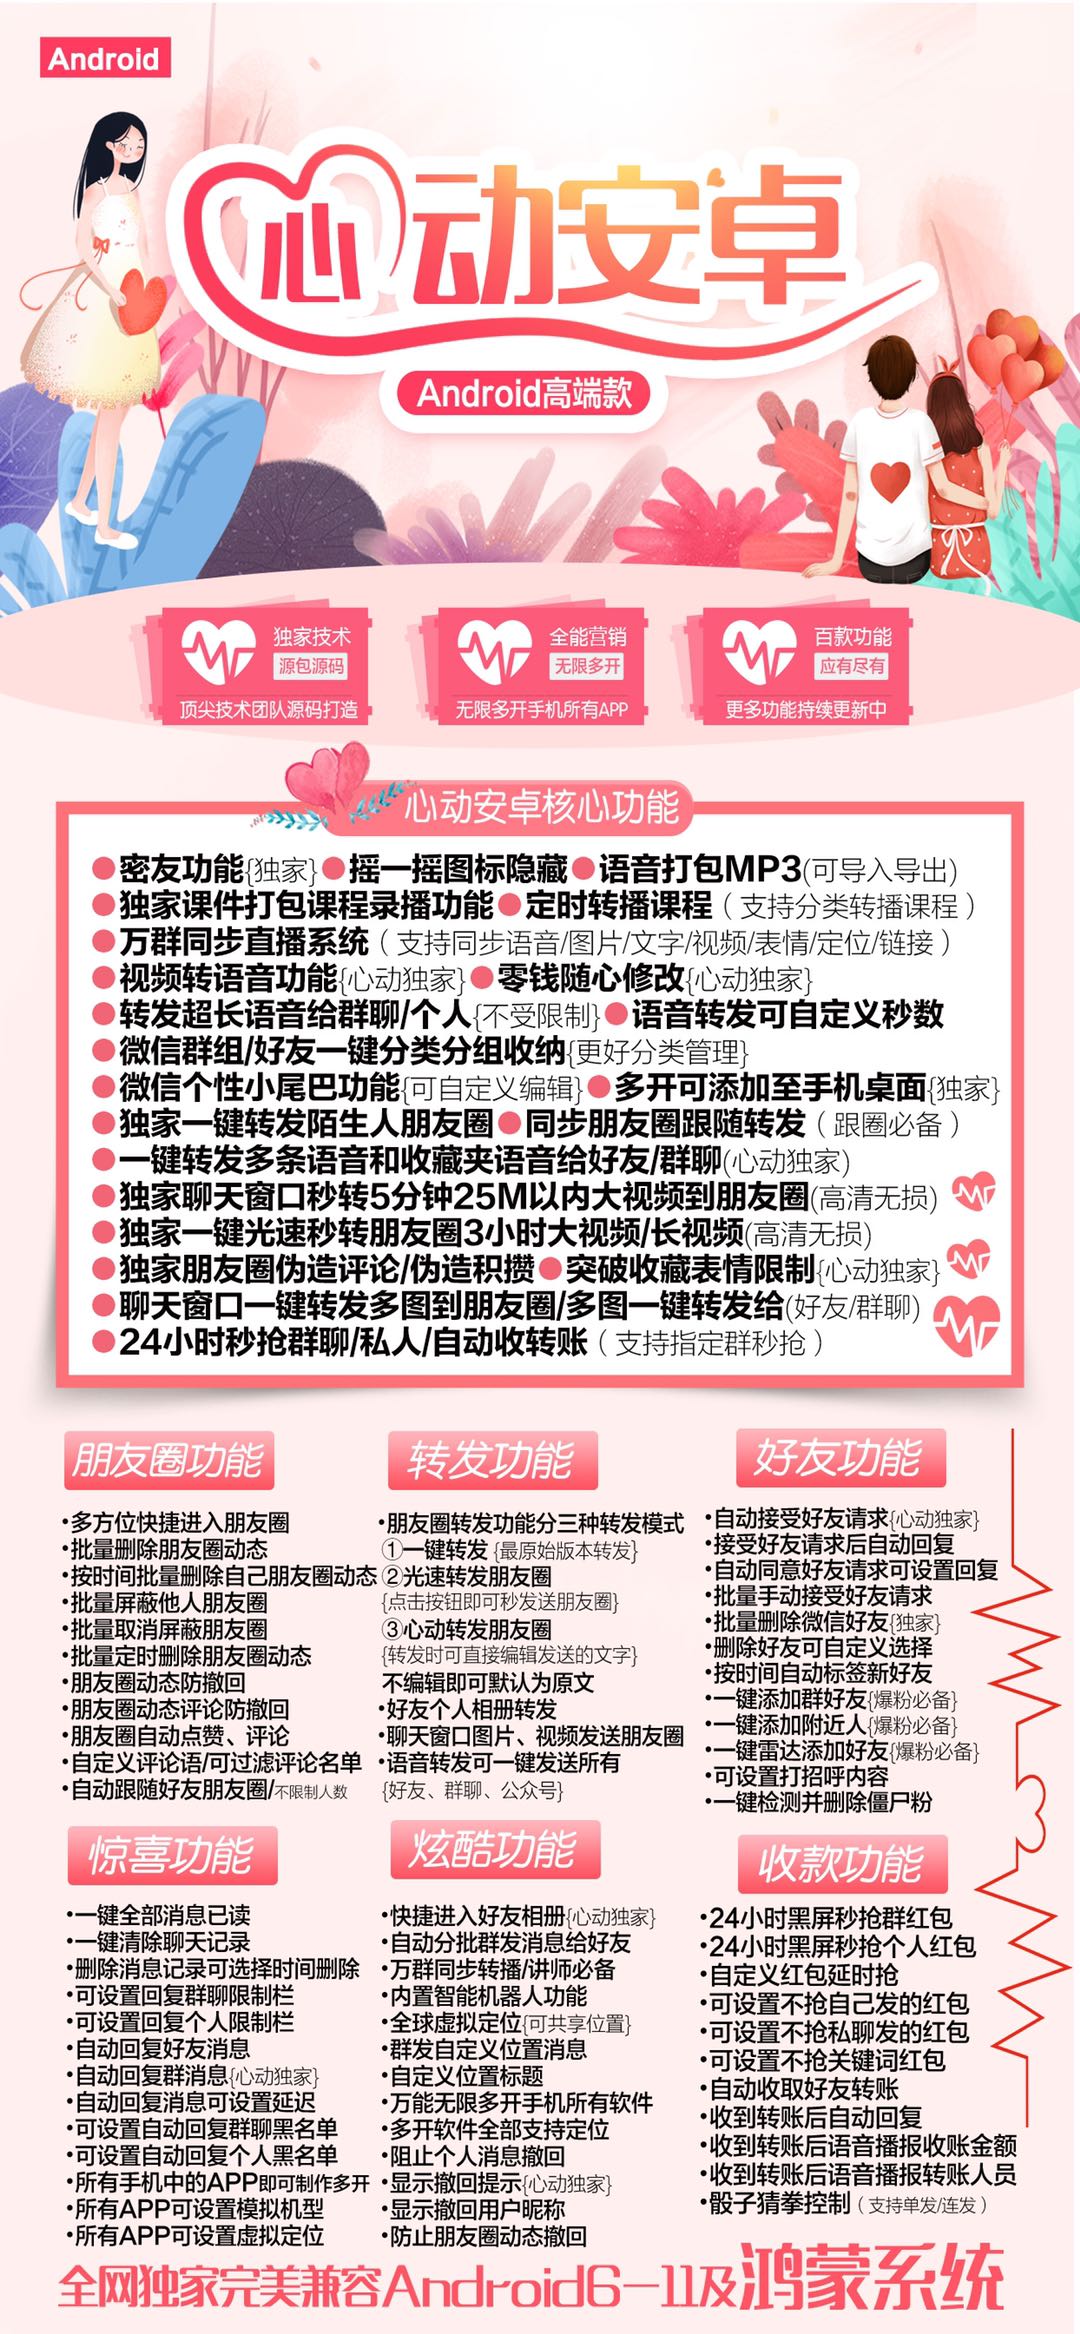 Android
心动安卓
Android高端款
独家技术
源包源码
顶尖技术团队源码打造
全能营销
无限多开
无限多开手机所有APP
百款功能
应有尽有
更多功能持续更新中
心动安卓核心功能
●密友功能{独家}●摇一摇图标隐藏●语音打包MP3(可导入导出)
●独家课件打包课程录播功能●定时转播课程（支持分类转播课程）
●万群同步直播系统（支持同步语音/图片/文字/视频/表情/定位/链接）
●视频转语音功能{心动独家}●零钱随心修改{心动独家}
●转发超长语音给群聊/个人{不受限制}●语音转发可自定义秒数
●微信群组/好友一键分类分组收纳{更好分类管理}
●微信个性小尾巴功能{可自定义编辑}●多开可添加至手机桌面{独家}
●独家一键转发陌生人朋友圈●同步朋友圈跟随转发（跟圈必备）
●一键转发多条语音和收藏夹语音给好友/群聊(心动独家)
●独家聊天窗口秒转5分钟25M以内大视频到朋友圈(高清无损)
●独家一键光速秒转朋友圈3小时大视频/长视频(高清无损)
●独家朋友圈伪造评论/伪造积攒●突破收藏表情限制{心动独家}
●聊天窗口一键转发多图到朋友圈/多图一键转发给(好友/群聊)
●24小时秒抢群聊/私人/自动收转账（支持指定群秒抢）
朋友圈功能
·多方位快捷进入朋友圈
·批量删除朋友圈动态
·按时间批量删除自己朋友圈动态
·批量屏蔽他人朋友圈
·批量取消屏蔽朋友圈
·批量定时删除朋友圈动态
·朋友圈动态防撤回
·朋友圈动态评论防撤回
·朋友圈自动点赞、评论
·自定义评论语/可过滤评论名单
·自动跟随好友朋友圈/不限制人数
转发功能
·朋友圈转发功能分三种转发模式
①一键转发{最原始版本转发}
②光速转发朋友圈
{点击按钮即可秒发送朋友圈}
③心动转发朋友圈
{转发时可直接编辑发送的文字}
不编辑即可默认为原文
·好友个人相册转发
·聊天窗口图片、视频发送朋友圈
·语音转发可一键发送所有
{好友、群聊、公众号}
好友功能
·自动接受好友请求{心动独家}
·接受好友请求后自动回复
·自动同意好友请求可设置回复
·批量手动接受好友请求
·批量删除微信好友{独家}
·删除好友可自定义选择
·按时间自动标签新好友
·一键添加群好友{爆粉必备}
·一键添加附近人{爆粉必备}
·一键雷达添加好友{爆粉必备}
·可设置打招呼内容
·一键检测并删除僵尸粉
惊喜功能
·一键全部消息已读
·一键清除聊天记录
·删除消息记录可选择时间删除
·可设置回复群聊限制栏
·可设置回复个人限制栏
·自动回复好友消息
·自动回复群消息{心动独家}
·自动回复消息可设置延迟
·可设置自动回复群聊黑名单
·可设置自动回复个人黑名单
·所有手机中的APP即可制作多开
·所有APP可设置模拟机型
·所有APP可设置虚拟定位
炫酷功能
·快捷进入好友相册{心动独家}
·自动分批群发消息给好友
·万群同步转播/讲师必备
·内置智能机器人功能
·全球虚拟定位{可共享位置}
·群发自定义位置消息
·自定义位置标题
·万能无限多开手机所有软件
·多开软件全部支持定位
·阻止个人消息撤回
·显示撤回提示{心动独家}
·显示撤回用户昵称
·防止朋友圈动态撤回
收款功能
·24小时黑屏秒抢群红包
·24小时黑屏秒抢个人红包
·自定义红包延时抢
·可设置不抢自己发的红包
·可设置不抢私聊发的红包
·可设置不抢关键词红包
·自动收取好友转账
·收到转账后自动回复
·收到转账后语音播报收账金额
·收到转账后语音播报转账人员
·骰子猜拳控制（支持单发/连发）
全网独家完美兼容Android6-11及鸿蒙系统